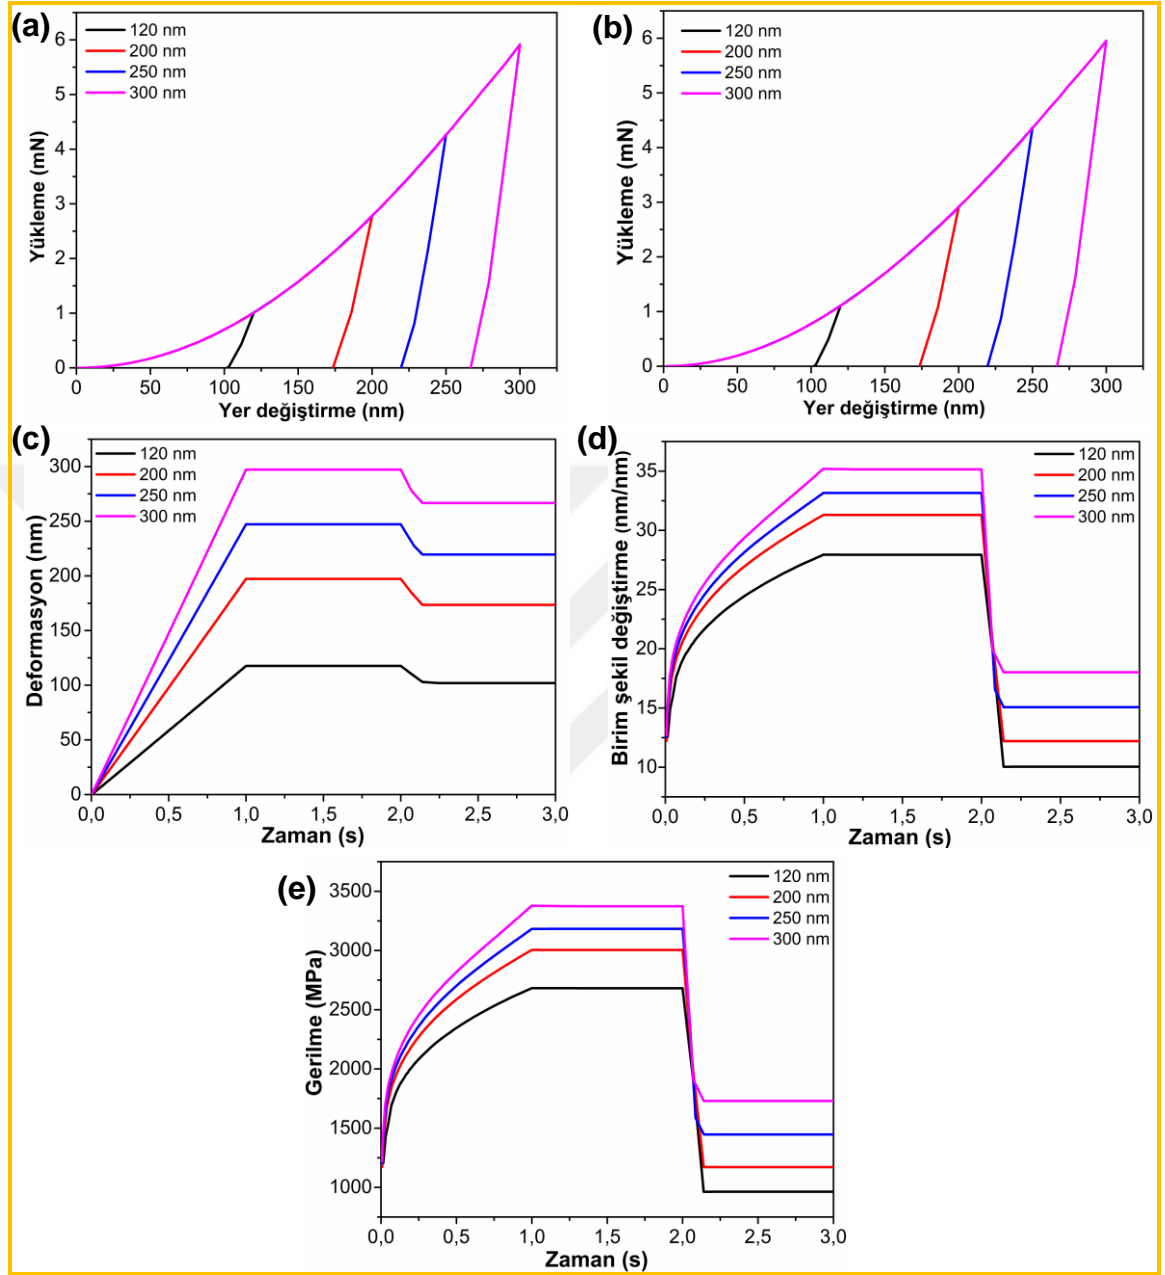 (a)
120 nm
200 nm
250 nm
300 nm
6
5
4
3
2
1
0
Yükleme (mN)
0 50 100 150 200 250 300
Yer değiştirme (nm)
(b)
120 nm
200 nm
250 nm
300 nm
6
5
4
3
2
1
0
Yükleme (mN)
0 50 100 150 200 250 300
Yer değiştirme (nm)
(c)
120 nm
200 nm
250 nm
300 nm
300
250
200
150
100
50
0
Deformasyon (nm)
0,0 0,5 1,0 1,5 2,0 2,5 3,0
Zaman (s)
(d)
120 nm
200 nm
250 nm
300 nm
35
30
25
20
15
10
Birim şekil değiştirme (nm/nm)
0,0 0,5 1,0 1,5 2,0 2,5 3,0
Zaman (s)
(e)
120 nm
200 nm
250 nm
300 nm
3500
3000
2500
2000
1500
1000
Gerilme (MPa)
0,0 0,5 1,0 1,5 2,0 2,5 3,0
Zaman (s)